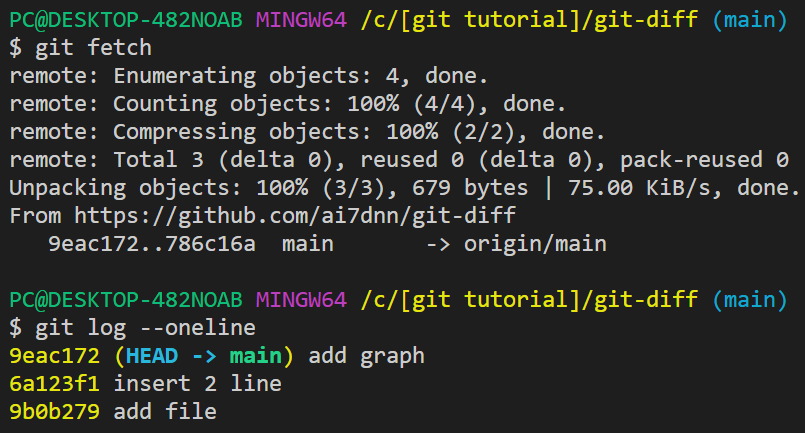 PC@DESKTOP-482NOAB MINGW64 /c/[git tutorial]/git-diff (main)
$ git fetch
remote: Enumerating objects: 4, done.
remote: Counting objects: 100% (4/4), done.
remote: Compressing objects: 100% (2/2), done.
remote: Total 3 (delta 0), reused 0 (delta 0), pack-reused 0
Unpacking objects: 100% (3/3), 679 bytes | 75.00 KiB/s, done.
From https://github.com/ai7dnn/git-diff
   9eac172..786c16a  main       -> origin/main
PC@DESKTOP-482NOAB MINGW64 /c/[git tutorial]/git-diff (main)
$ git log --oneline
9eac172 (HEAD -> main) add graph
6a123f1 insert 2 line
9b0b279 add file